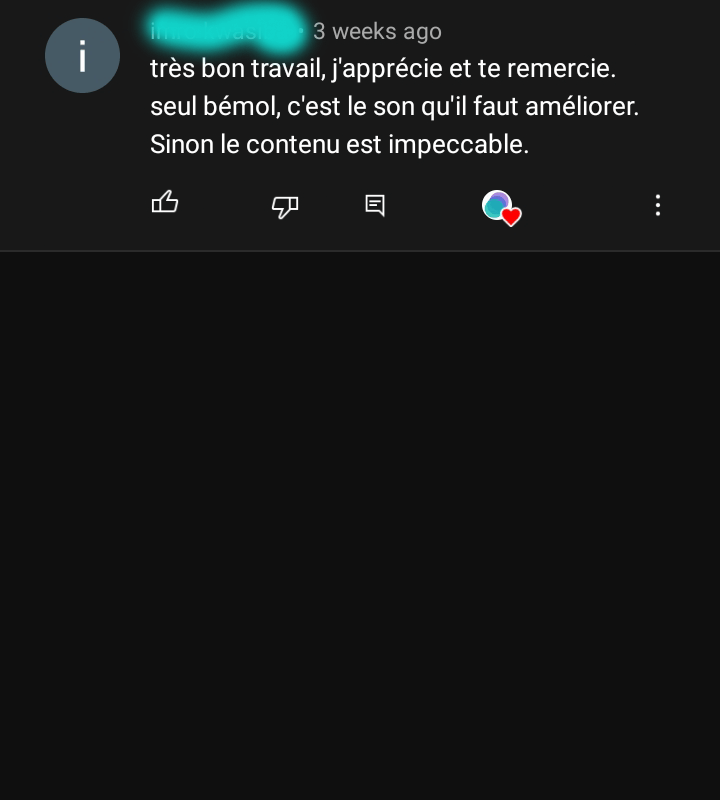 i
3 weeks ago
très bon travail, j'apprécie et te remercie.
seul bémol, c'est le son qu'il faut améliorer.
Sinon le contenu est impeccable.